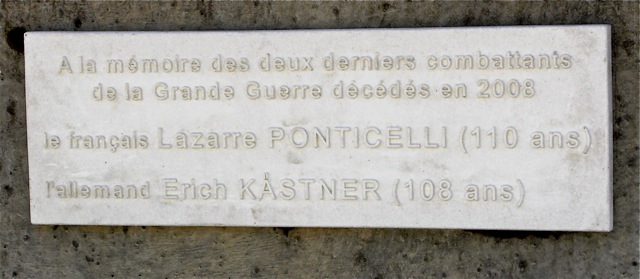 A la mémoire des deux derniers combattants
de la Grande Guerre décédés en 2008
le français Lazarre PONTICELLI (110 ans)
l'allemand Erich KÄSTNER (108 ans)